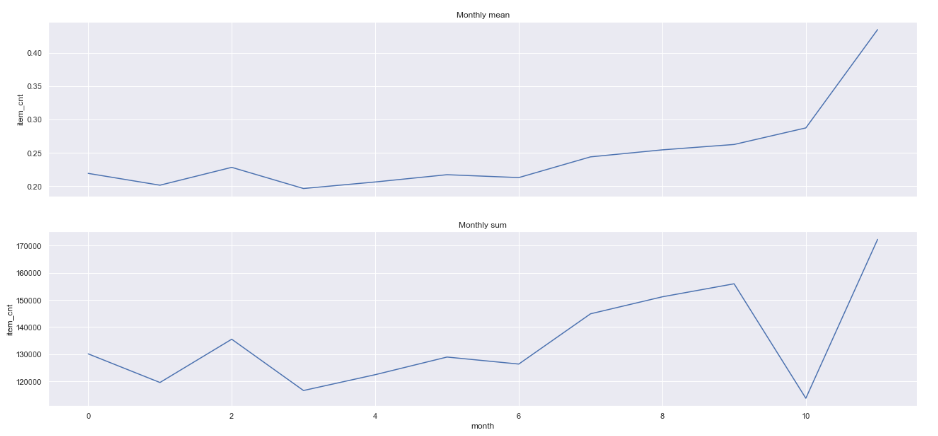 Monthly mean
0.40
0.35
0.30
0.25
0.20
item_cnt
Monthly sum
170000
160000
150000
140000
130000
120000
item_cnt
0 2 4 6 8 10
month